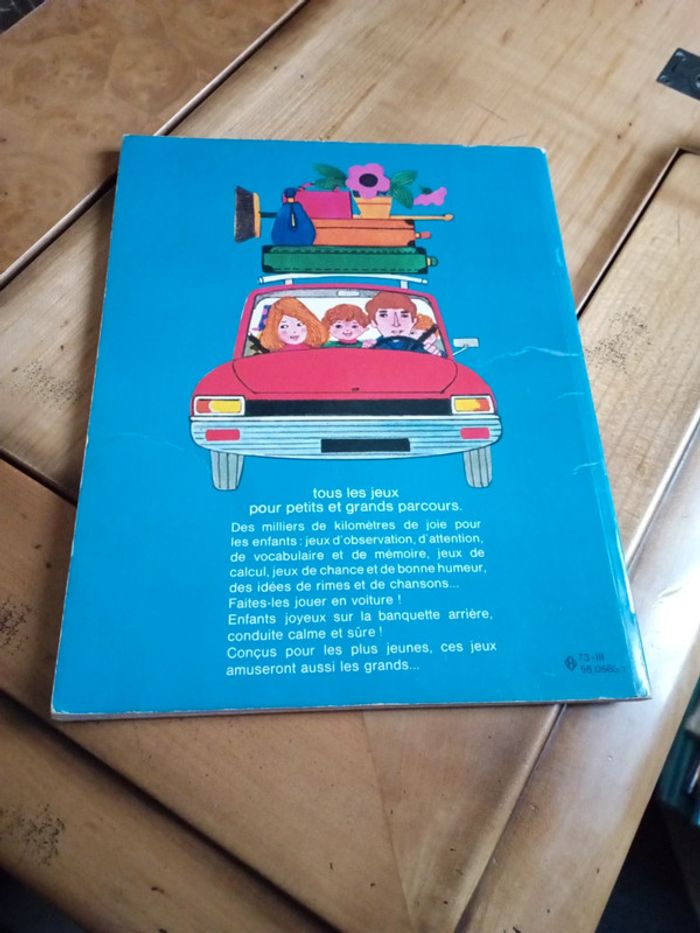 tous les jeux
pour petits et grands parcours.
Des milliers de kilomètres de joie pour
les enfants : jeux d'observation, d'attention,
de vocabulaire et de mémoire, jeux de
calcul, jeux de chance et de bonne humeur,
des idées de rimes et de chansons...
Faites-les jouer en voiture !
Enfants joyeux sur la banquette arrière,
conduite calme et sûre !
Conçus pour les plus jeunes, ces jeux
amuseront aussi les grands...
73-III